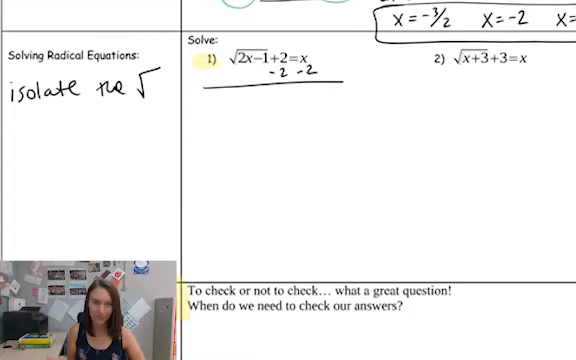 x = -3/2 x = -2 x =
Solve:
Solving Radical Equations:
1) √2x−1+2=x
2) √x+3+3=x
-2 -2
isolate the √
To check or not to check… what a great question!
When do we need to check our answers?